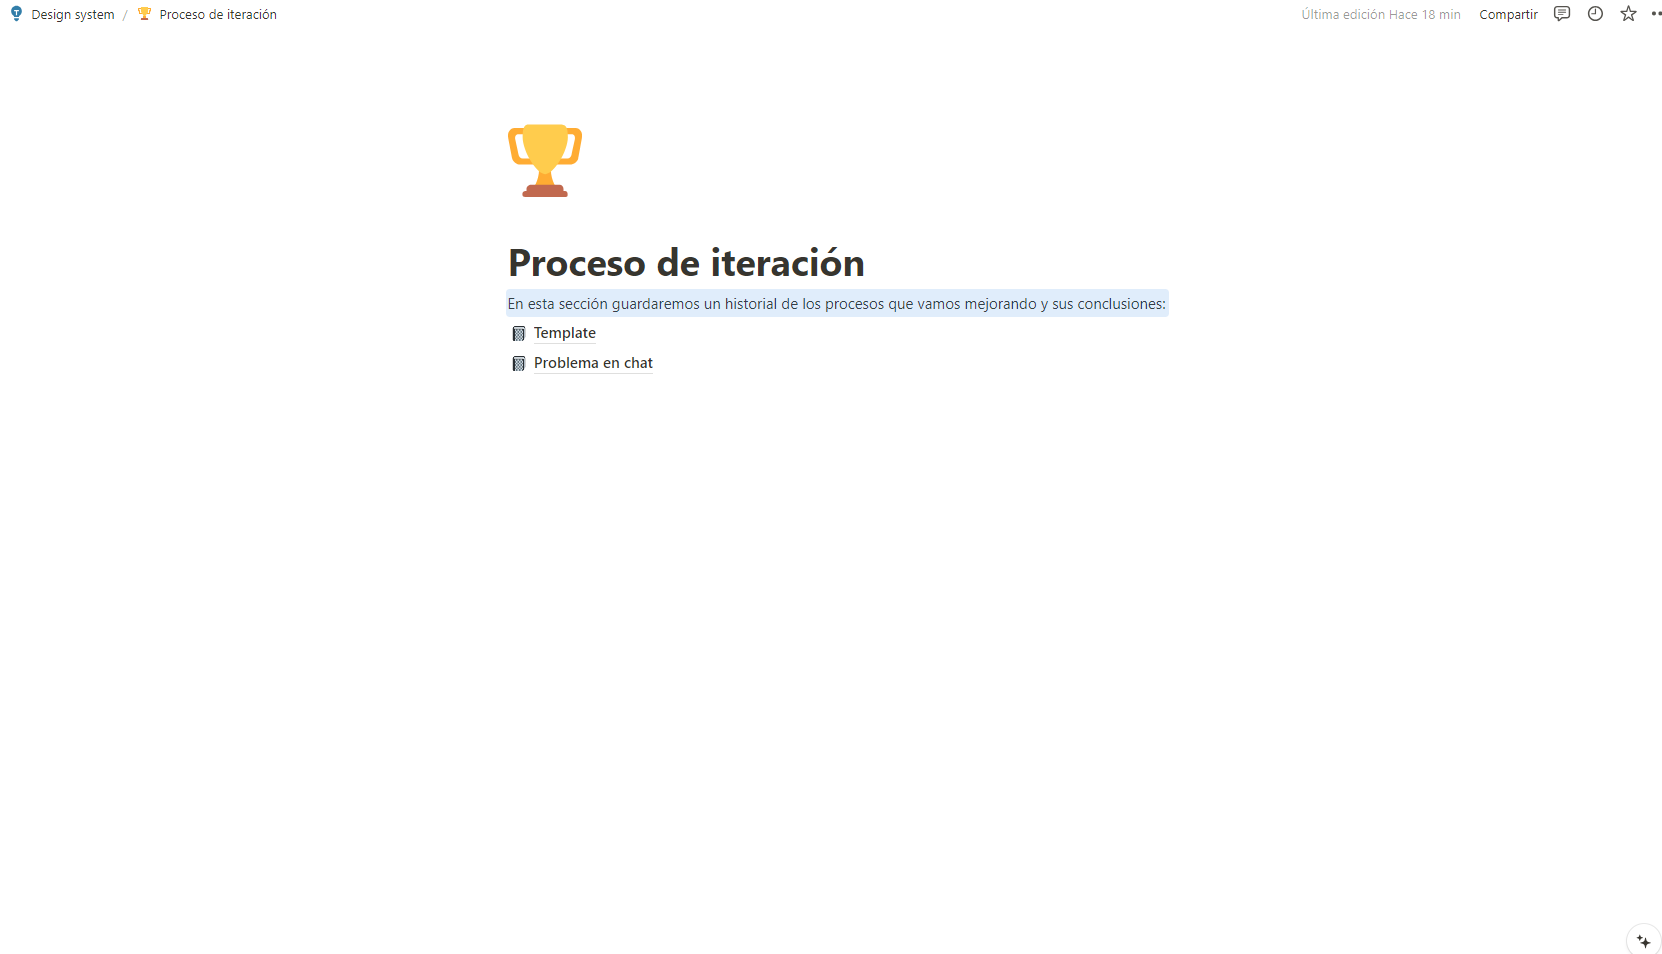 Design system / Proceso de iteración
Última edición Hace 18 min Compartir
Proceso de iteración
En esta sección guardaremos un historial de los procesos que vamos mejorando y sus conclusiones:
Template
Problema en chat